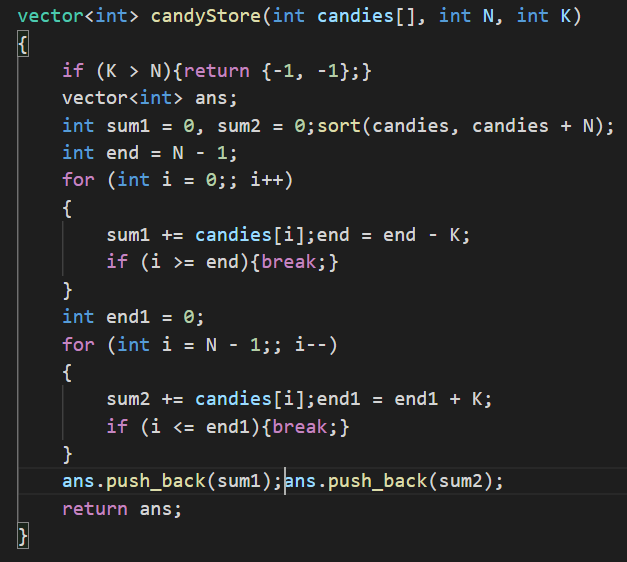 vector<int> candyStore(int candies[], int N, int K)
{
    if (K > N){return {-1, -1};}
    vector<int> ans;
    int sum1 = 0, sum2 = 0;sort(candies, candies + N);
    int end = N - 1;
    for (int i = 0;; i++)
    {
        sum1 += candies[i];end = end - K;
        if (i >= end){break;}
    }
    int end1 = 0;
    for (int i = N - 1;; i--)
    {
        sum2 += candies[i];end1 = end1 + K;
        if (i <= end1){break;}
    }
    ans.push_back(sum1);ans.push_back(sum2);
    return ans;
}